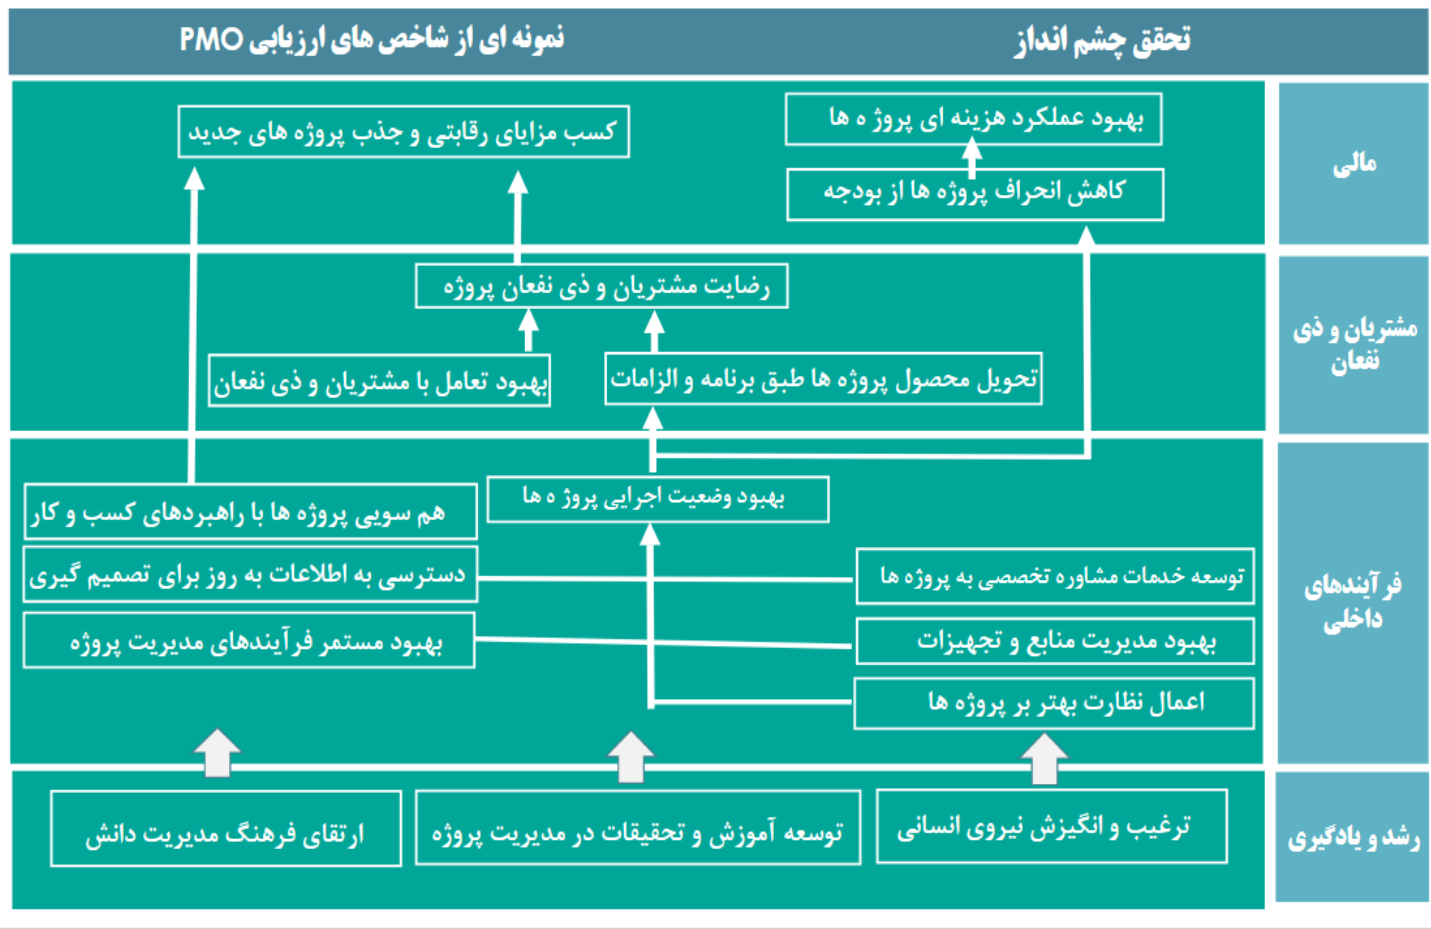 تحقق چشم انداز
نمونه ای از شاخص های ارزیابی PMO
مالی
بهبود عملکرد هزینه ای پروژ ه ها
کسب مزایای رقابتی و جذب پروژه های جدید
کاهش انحراف پروژه ها از بودجه
مشتریان و ذی
نفعان
رضایت مشتریان و ذی نفعان پروژه
تحویل محصول پروژه ها طبق برنامه و الزامات
بهبود تعامل با مشتریان و ذی نفعان
فرآیندهای
داخلی
بهبود وضعیت اجرایی پروژ ه ها
هم سویی پروژه ها با راهبردهای کسب و کار
توسعه خدمات مشاوره تخصصی به پروژه ها
دسترسی به اطلاعات به روز برای تصمیم گیری
بهبود مدیریت منابع و تجهیزات
بهبود مستمر فرآیندهای مدیریت پروژه
اعمال نظارت بهتر بر پروژه ها
رشد و یادگیری
ترغیب و انگیزش نیروی انسانی
توسعه آموزش و تحقیقات در مدیریت پروژه
ارتقای فرهنگ مدیریت دانش